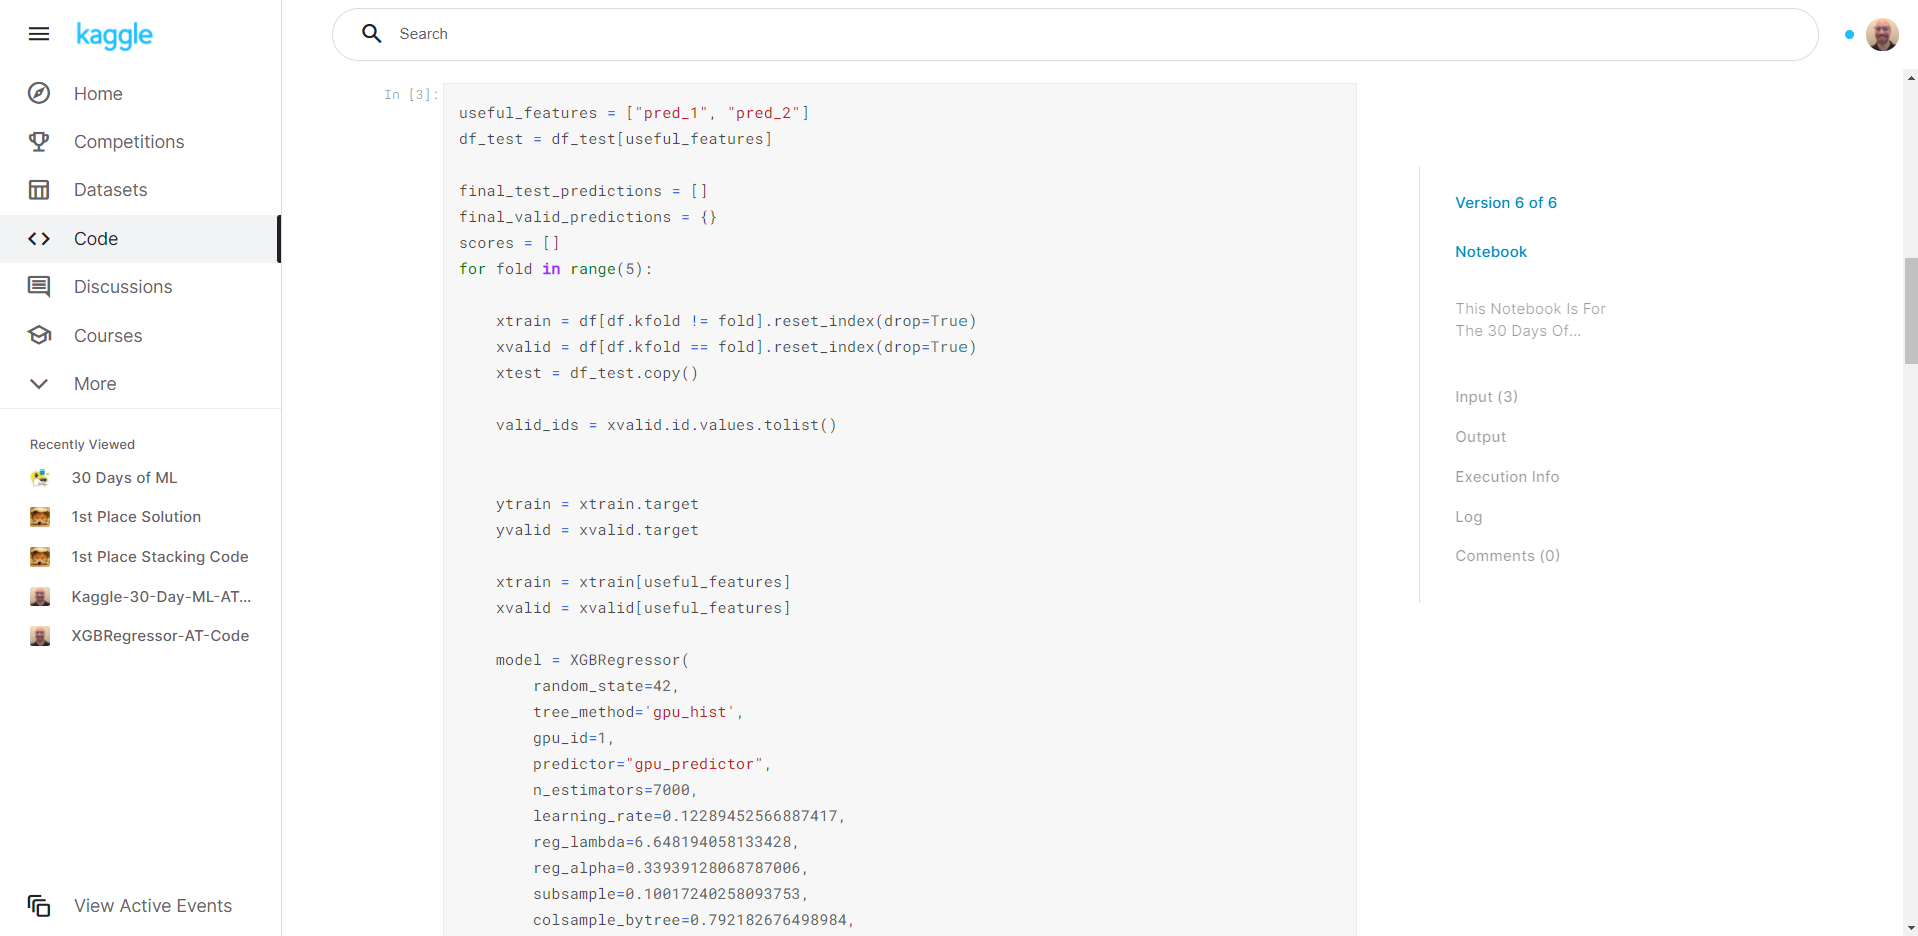 kaggle
Search
Home
Competitions
Datasets
Code
Discussions
Courses
More
Recently Viewed
30 Days of ML
1st Place Solution
1st Place Stacking Code
Kaggle-30-Day-ML-AT...
XGBRegressor-AT-Code
View Active Events
In [3]:
useful_features = ["pred_1", "pred_2"]
df_test = df_test[useful_features]
final_test_predictions = []
final_valid_predictions = {}
scores = []
for fold in range(5):
xtrain = df[df.kfold != fold].reset_index(drop=True)
xvalid = df[df.kfold == fold].reset_index(drop=True)
xtest = df_test.copy()
valid_ids = xvalid.id.values.tolist()
ytrain = xtrain.target
yvalid = xvalid.target
xtrain = xtrain[useful_features]
xvalid = xvalid[useful_features]
model = XGBRegressor(
random_state=42,
tree_method='gpu_hist',
gpu_id=1,
predictor="gpu_predictor",
n_estimators=7000,
learning_rate=0.12289452566887417,
reg_lambda=6.648194058133428,
reg_alpha=0.33939128068787006,
subsample=0.10017240258093753,
colsample_bytree=0.792182676498984,
Version 6 of 6
Notebook
This Notebook Is For
The 30 Days Of...
Input (3)
Output
Execution Info
Log
Comments (0)